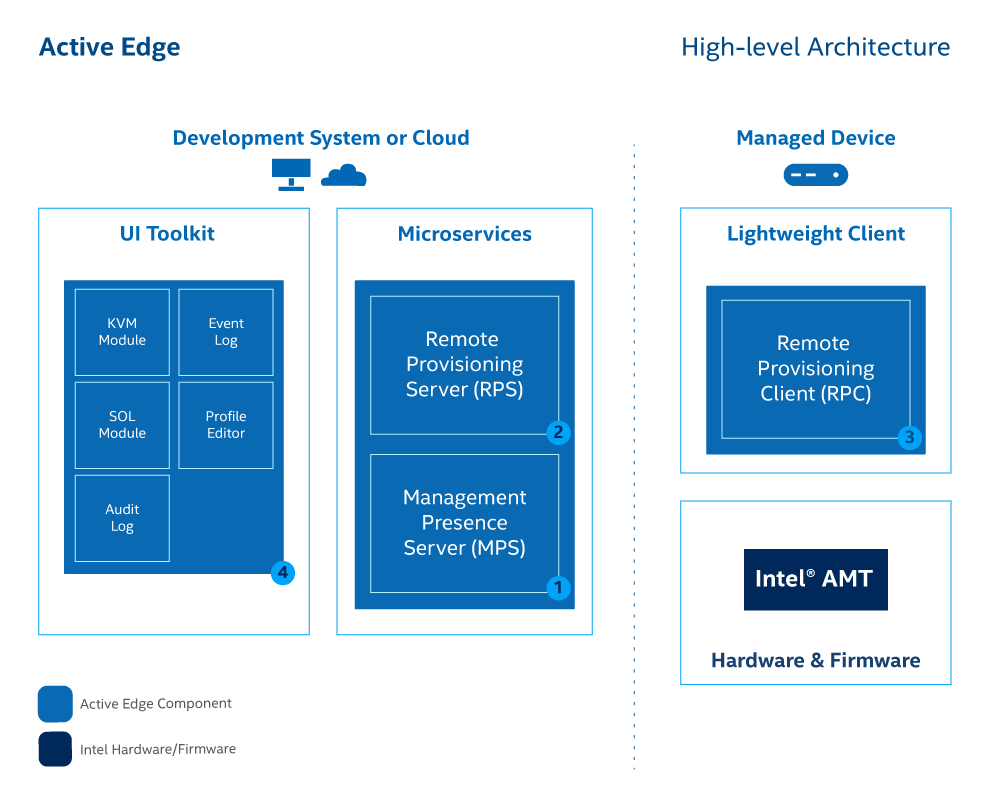 Active Edge
High-level Architecture
Development System or Cloud
UI Toolkit
KVM
Module
Event
Log
SOL
Module
Profile
Editor
Audit
Log
4
Microservices
Remote
Provisioning
Server (RPS)
2
Management
Presence
Server (MPS)
1
Managed Device
Lightweight Client
Remote
Provisioning
Client (RPC)
3
Intel® AMT
Hardware & Firmware
Active Edge Component
Intel Hardware/Firmware